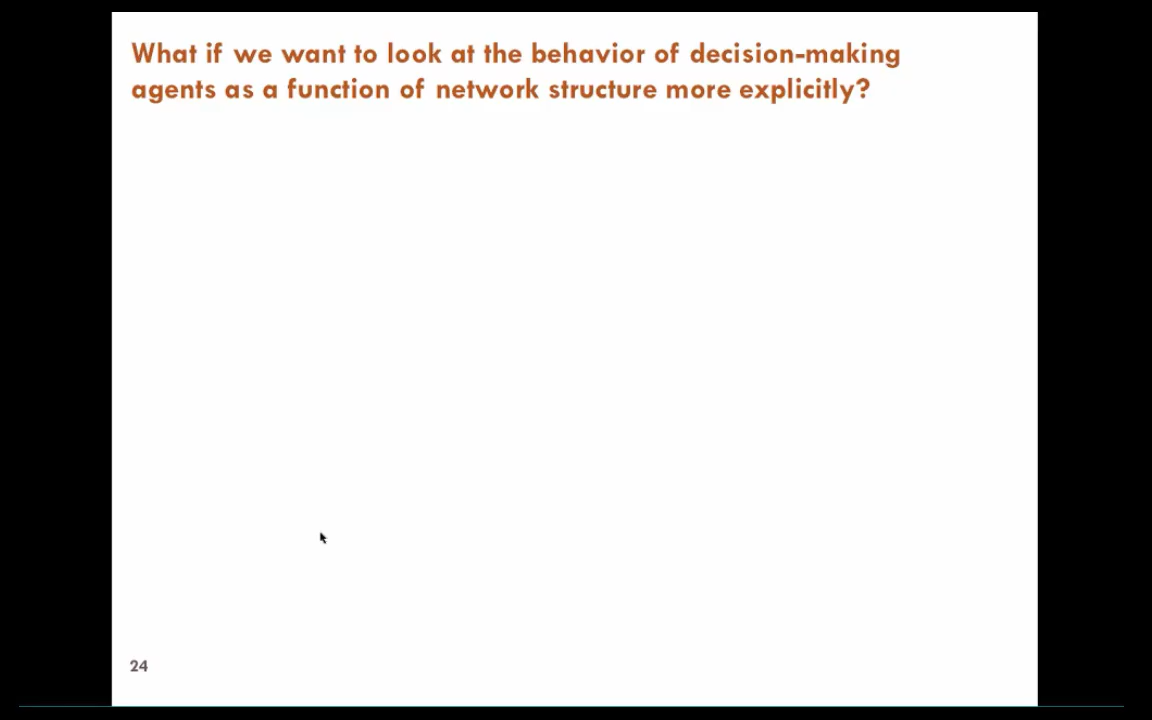 What if we want to look at the behavior of decision-making
agents as a function of network structure more explicitly?
24